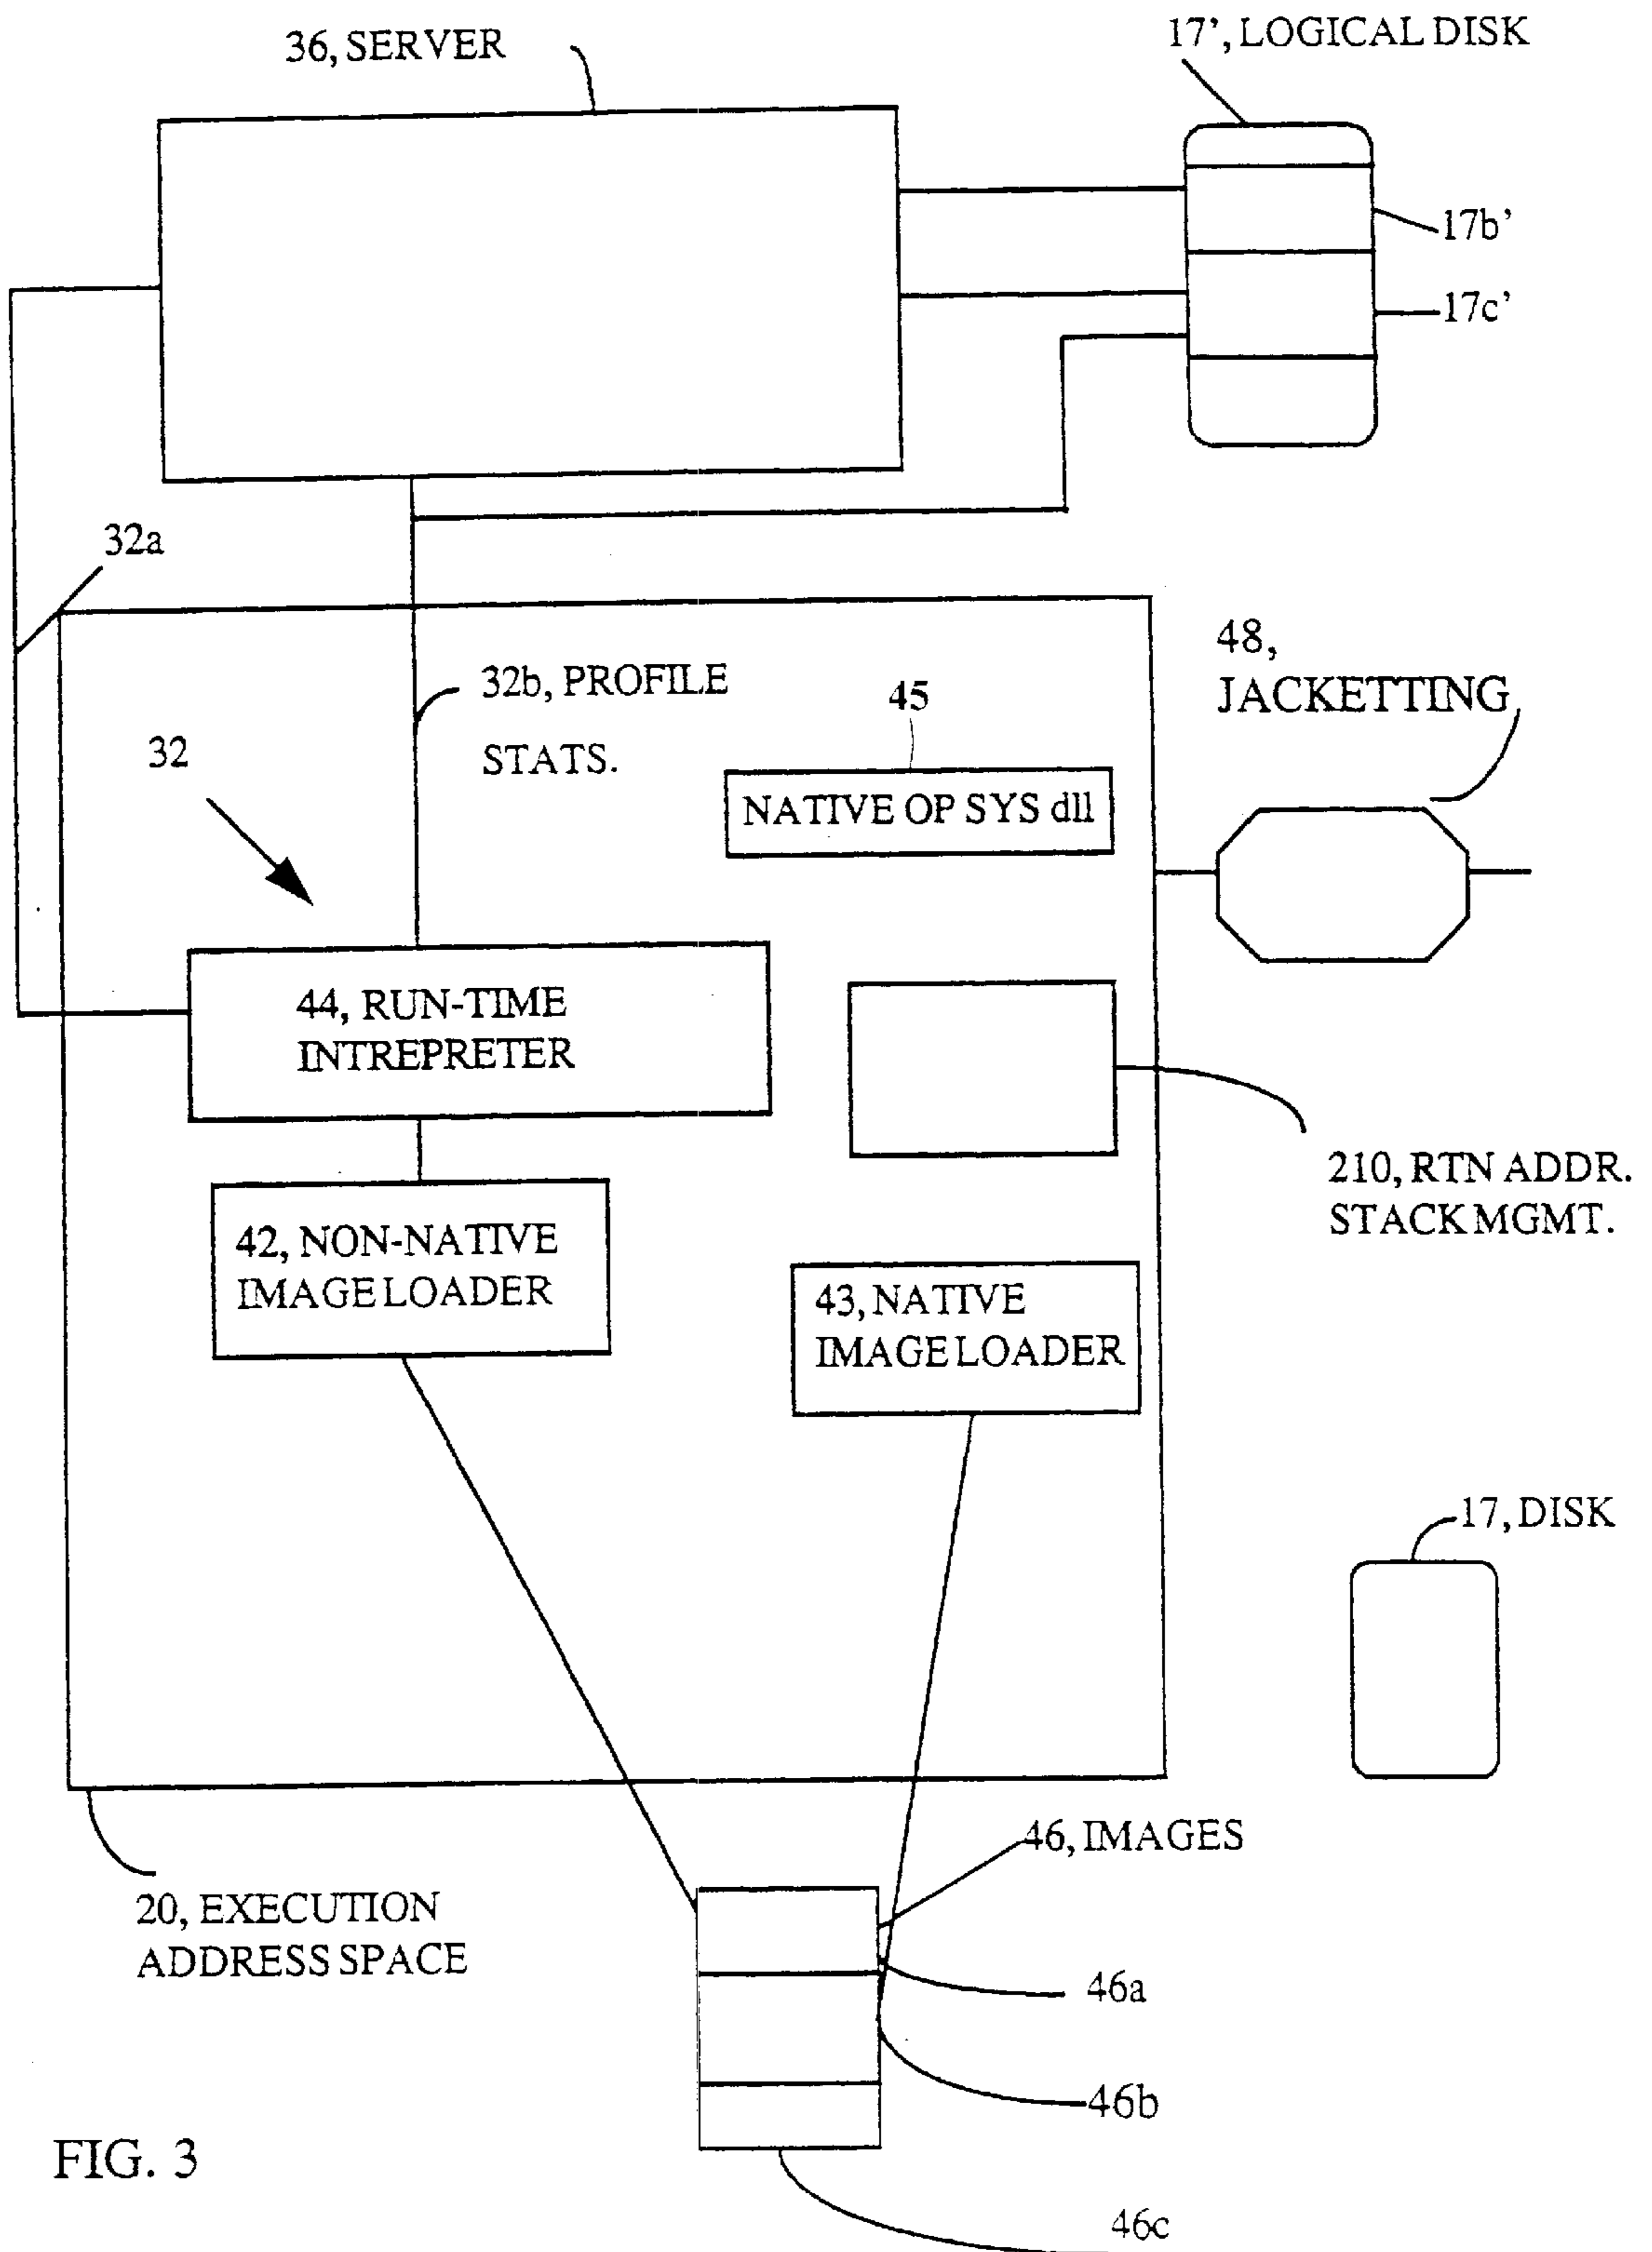 36, SERVER
17', LOGICAL DISK
17b'
17c'
32a
48,
JACKETTING
32b, PROFILE
STATS.
45
32
NATIVE OP SYS dll
44, RUN-TIME
INTREPRETER
210, RTN ADDR.
STACK MGMT.
42, NON-NATIVE
IMAGE LOADER
43, NATIVE
IMAGE LOADER
17, DISK
46, IMAGES
20, EXECUTION
ADDRESS SPACE
46a
46b
FIG. 3
46c